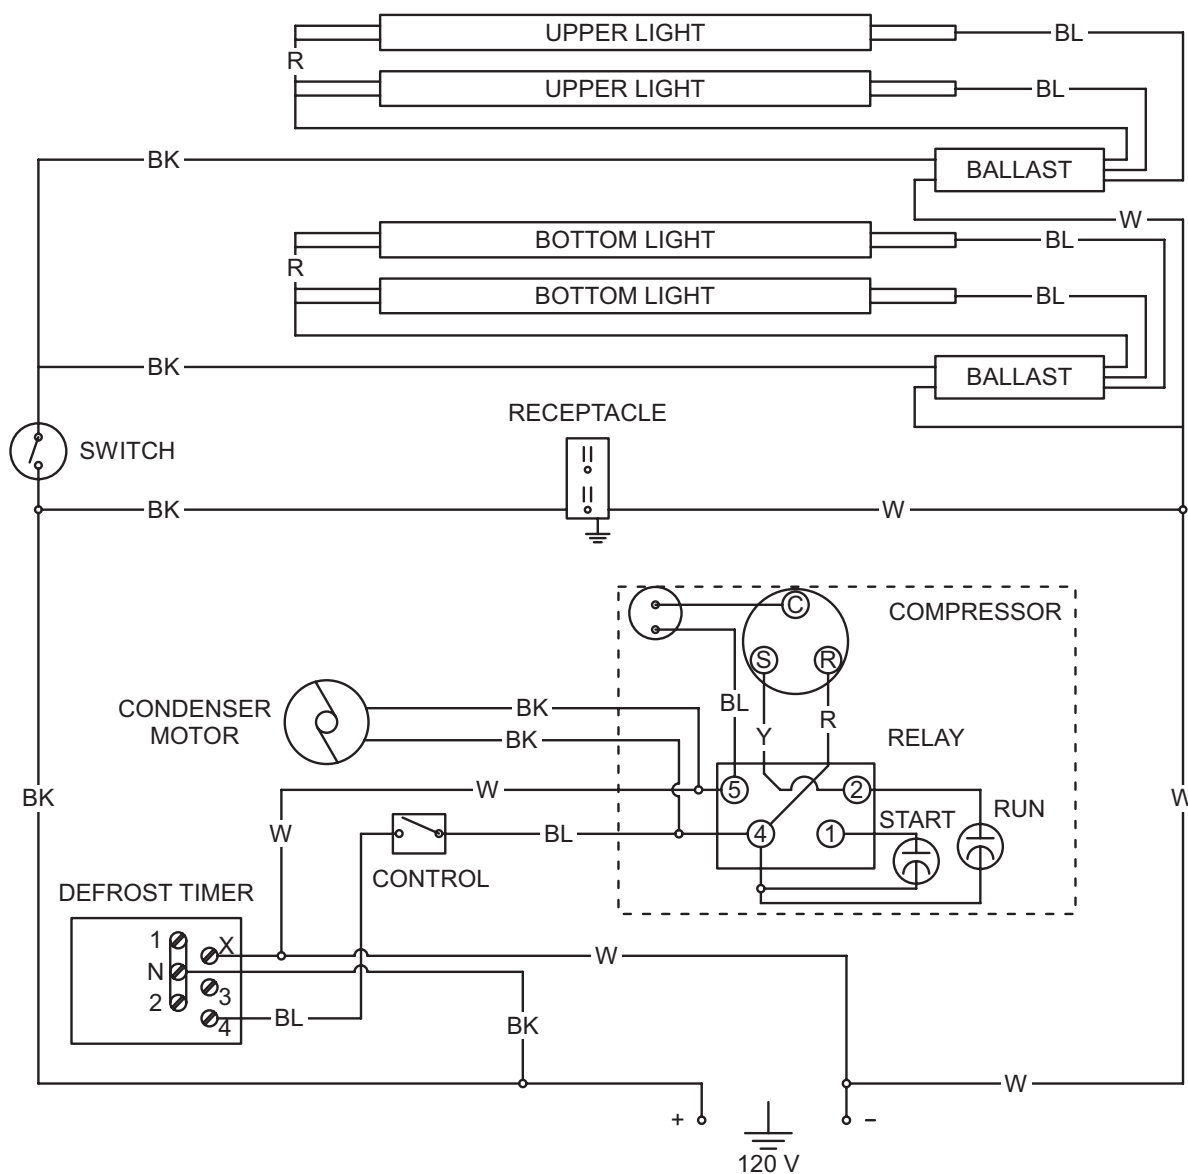 UPPER LIGHT
BL
R
UPPER LIGHT
BL
BK
BALLAST
W
BOTTOM LIGHT
BL
R
BOTTOM LIGHT
BL
BK
BALLAST
RECEPTACLE
SWITCH
BK
W
C
COMPRESSOR
S
R
CONDENSER
MOTOR
BK
BL
R
Y
BK
RELAY
BK
W
5
2
W
W
RUN
START
BL
4
1
CONTROL
DEFROST TIMER
1
X
W
N
2
3
4
BL
BK
W
+
–
120 V